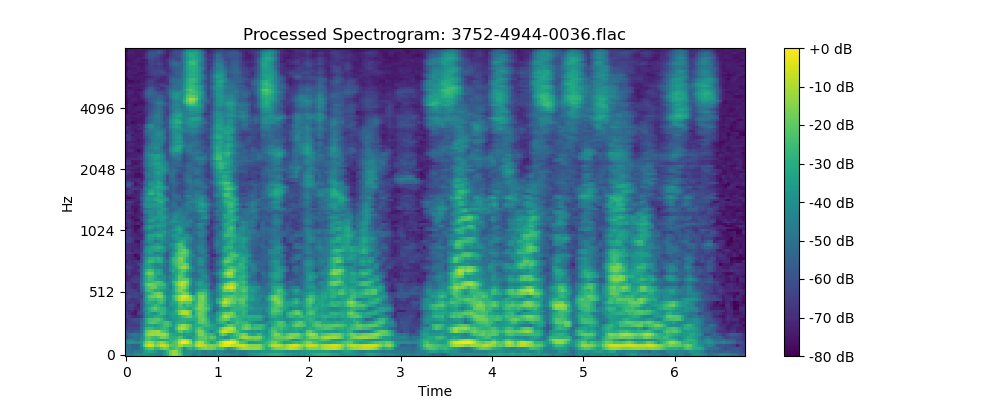 Processed Spectrogram: 3752-4944-0036.flac
Hz
4096
2048
1024
512
0
0 1 2 3 4 5 6
Time
+0 dB
-10 dB
-20 dB
-30 dB
-40 dB
-50 dB
-60 dB
-70 dB
-80 dB